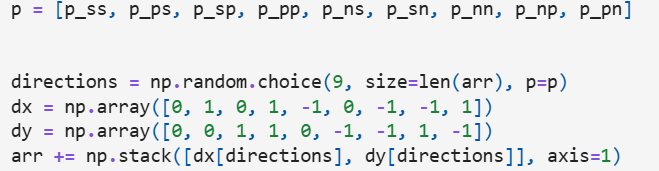 p = [p_ss, p_ps, p_sp, p_pp, p_ns, p_sn, p_nn, p_np, p_pn]
directions = np.random.choice(9, size=len(arr), p=p)
dx = np.array([0, 1, 0, 1, -1, 0, -1, -1, 1])
dy = np.array([0, 0, 1, 1, 0, -1, -1, 1, -1])
arr += np.stack([dx[directions], dy[directions]], axis=1)